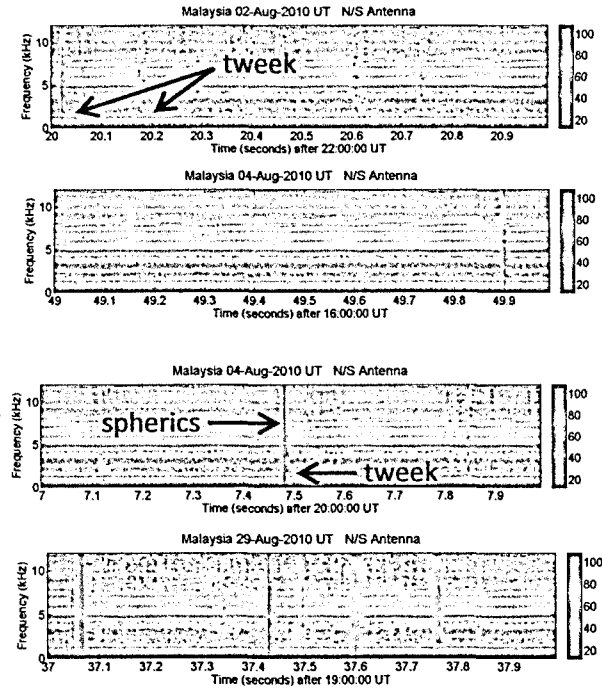 Malaysia 02-Aug-2010 UT N/S Antenna
Frequency (kHz)
10
5
0
tweek
100
80
60
40
20
20 20.1 20.2 20.3 20.4 20.5 20.6 20.7 20.8 20.9
Time (seconds) after 22:00:00 UT
Malaysia 04-Aug-2010 UT N/S Antenna
Frequency (kHz)
10
5
0
100
80
60
40
20
49 49.1 49.2 49.3 49.4 49.5 49.6 49.7 49.8 49.9
Time (seconds) after 16:00:00 UT
Malaysia 04-Aug-2010 UT N/S Antenna
Frequency (kHz)
10
5
0
spherics
tweek
100
80
60
40
20
7 7.1 7.2 7.3 7.4 7.5 7.6 7.7 7.8 7.9
Time (seconds) after 20:00:00 UT
Malaysia 29-Aug-2010 UT N/S Antenna
Frequency (kHz)
10
5
0
100
80
60
40
20
37 37.1 37.2 37.3 37.4 37.5 37.6 37.7 37.8 37.9
Time (seconds) after 19:00:00 UT